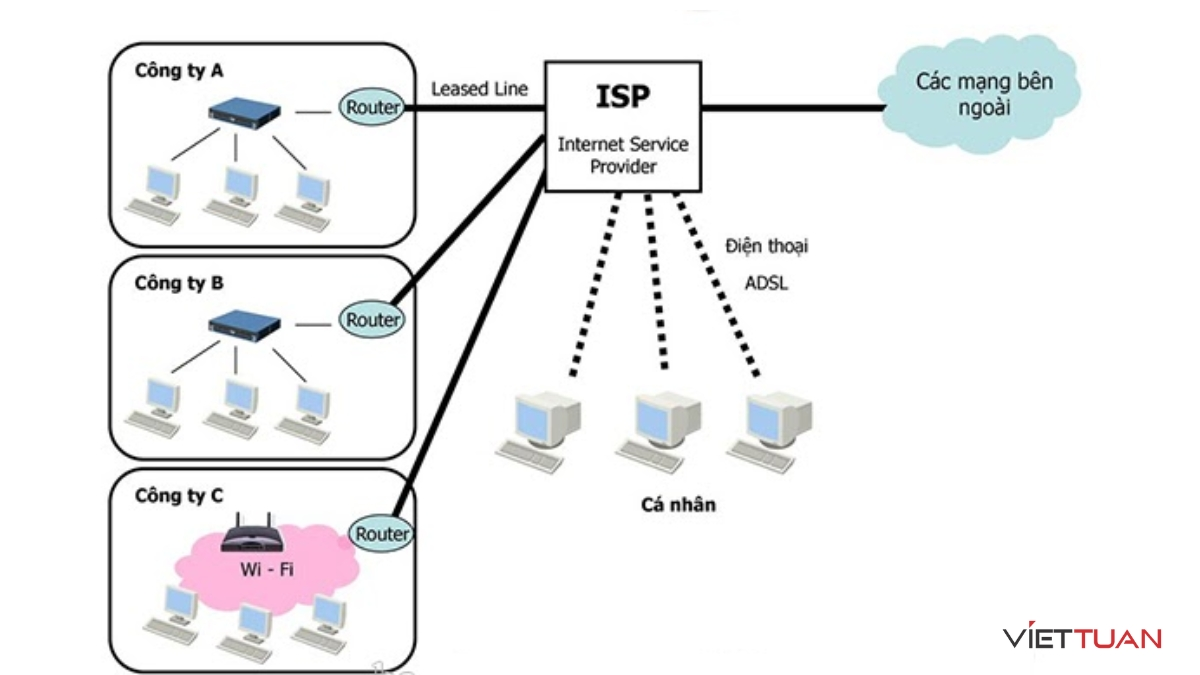 Công ty A
Router
Leased Line
ISP
Internet Service
Provider
Các mạng bên
ngoài
Công ty B
Router
Điện thoại
ADSL
Công ty C
Router
Wi - Fi
Cá nhân
VIETTUAN